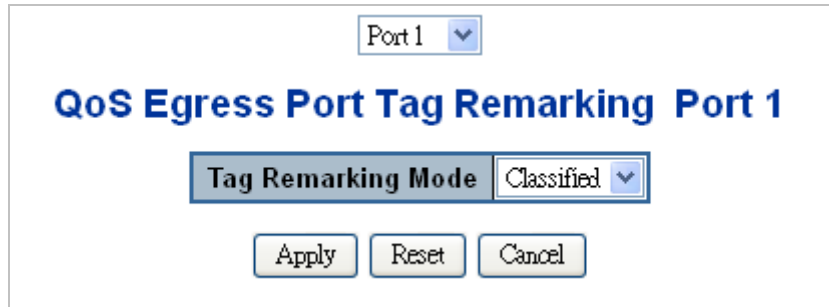 Port 1
QoS Egress Port Tag Remarking Port 1
Tag Remarking Mode Classified
Apply Reset Cancel